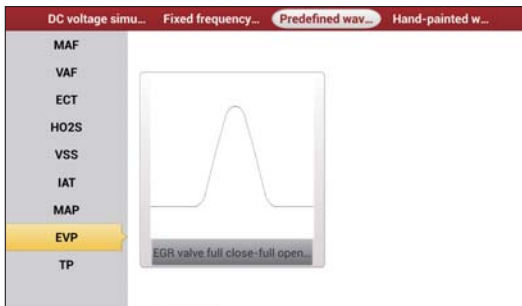 DC voltage simu... Fixed frequency... Predefined wav... Hand-painted w...
MAF
VAF
ECT
HO2S
VSS
IAT
MAP
EVP
TP
EGR valve full close-full open...